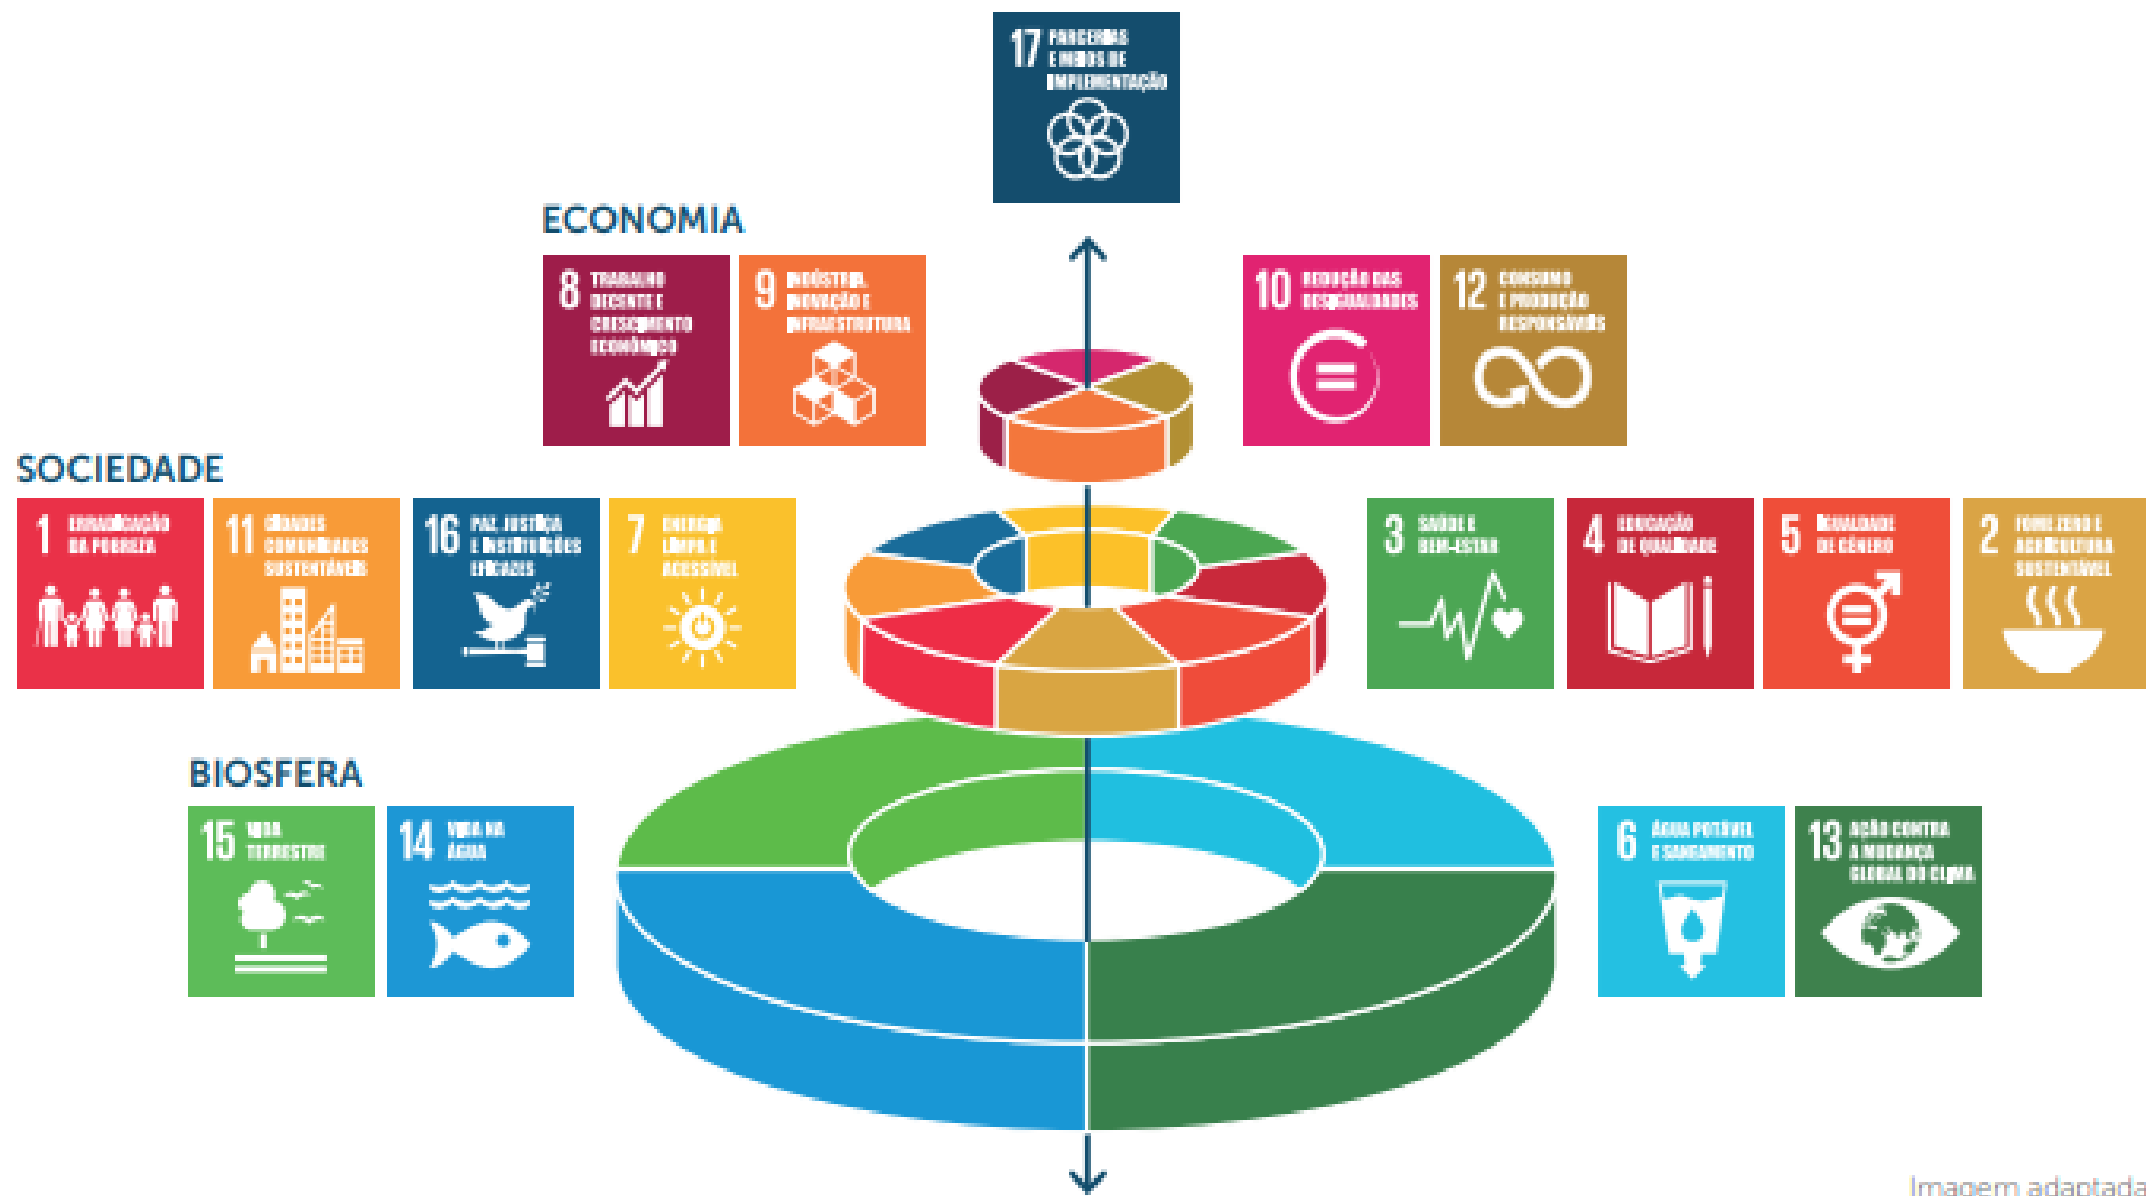 17 PARCERIAS
E MEIOS DE
IMPLEMENTAÇÃO
ECONOMIA
8 TRABALHO
DECENTE E
CRESCIMENTO
ECONÔMICO
9 INDÚSTRIA,
INOVAÇÃO E
INFRAESTRUTURA
10 REDUÇÃO DAS
DESIGUALDADES
12 CONSUMO
E PRODUÇÃO
RESPONSÁVEIS
SOCIEDADE
1 ERRADICAÇÃO
DA POBREZA
11 CIDADES
COMUNIDADES
SUSTENTÁVEIS
16 PAZ, JUSTIÇA
E INSTITUIÇÕES
EFICAZES
7 ENERGIA
LIMPA E
ACESSÍVEL
3 SAÚDE E
BEM-ESTAR
4 EDUCAÇÃO
DE QUALIDADE
5 IGUALDADE
DE GÊNERO
2 FOME ZERO E
AGRICULTURA
SUSTENTÁVEL
BIOSFERA
15 VIDA
TERRESTRE
14 VIDA NA
ÁGUA
6 ÁGUA POTÁVEL
E SANEAMENTO
13 AÇÃO CONTRA
A MUDANÇA
GLOBAL DO CLIMA
Imagem adaptada